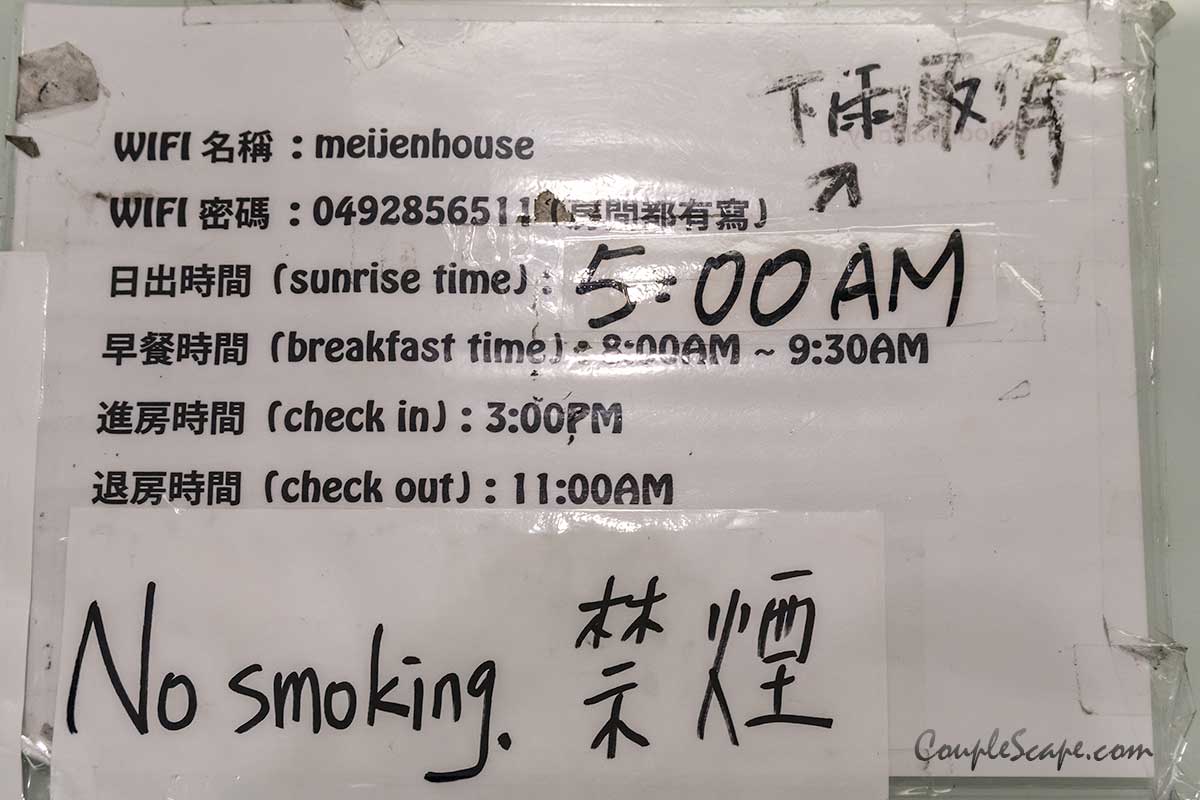 下雨取消
WIFI 名稱：meijenhouse
WIFI 密碼：0492856511（房間都有寫）
日出時間（sunrise time）：5:00AM
早餐時間（breakfast time）：8:00AM ~ 9:30AM
進房時間（check in）：3:00PM
退房時間（check out）：11:00AM
No smoking. 禁煙
CoupleScape.com